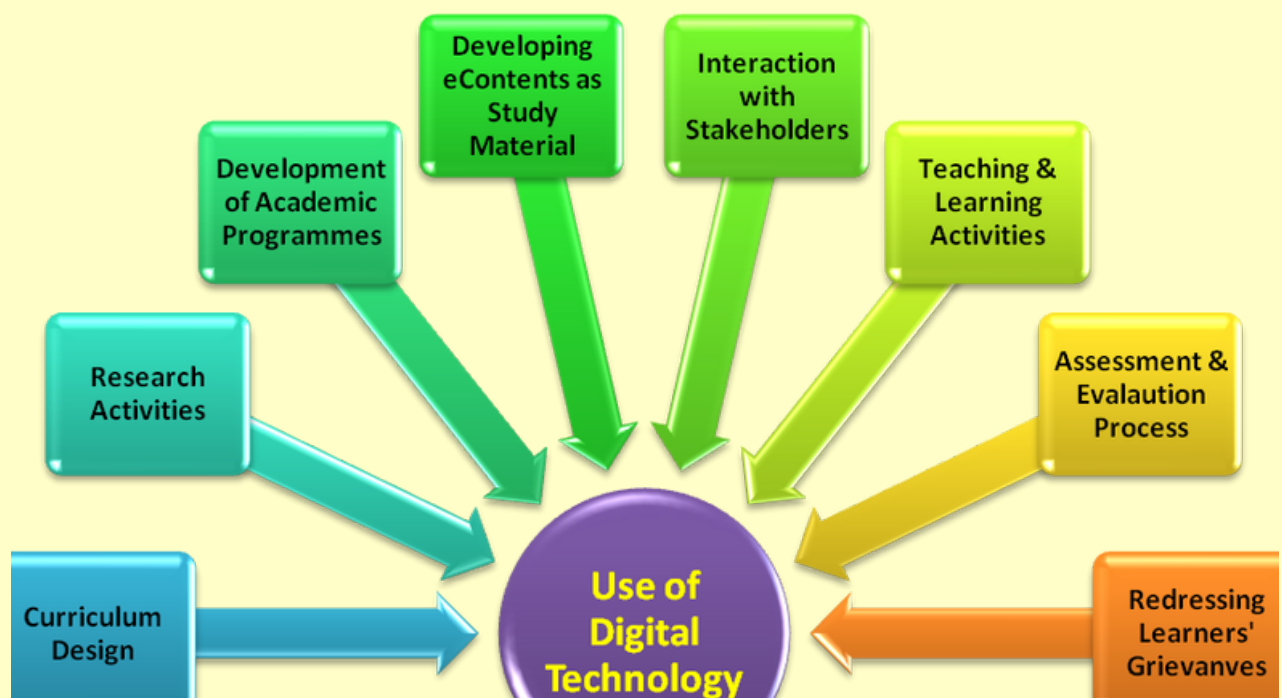 Developing
eContents as
Study
Material
Interaction
with
Stakeholders
Development
of Academic
Programmes
Teaching &
Learning
Activities
Research
Activities
Assessment &
Evalaution
Process
Curriculum
Design
Use of
Digital
Technology
Redressing
Learners'
Grievanves